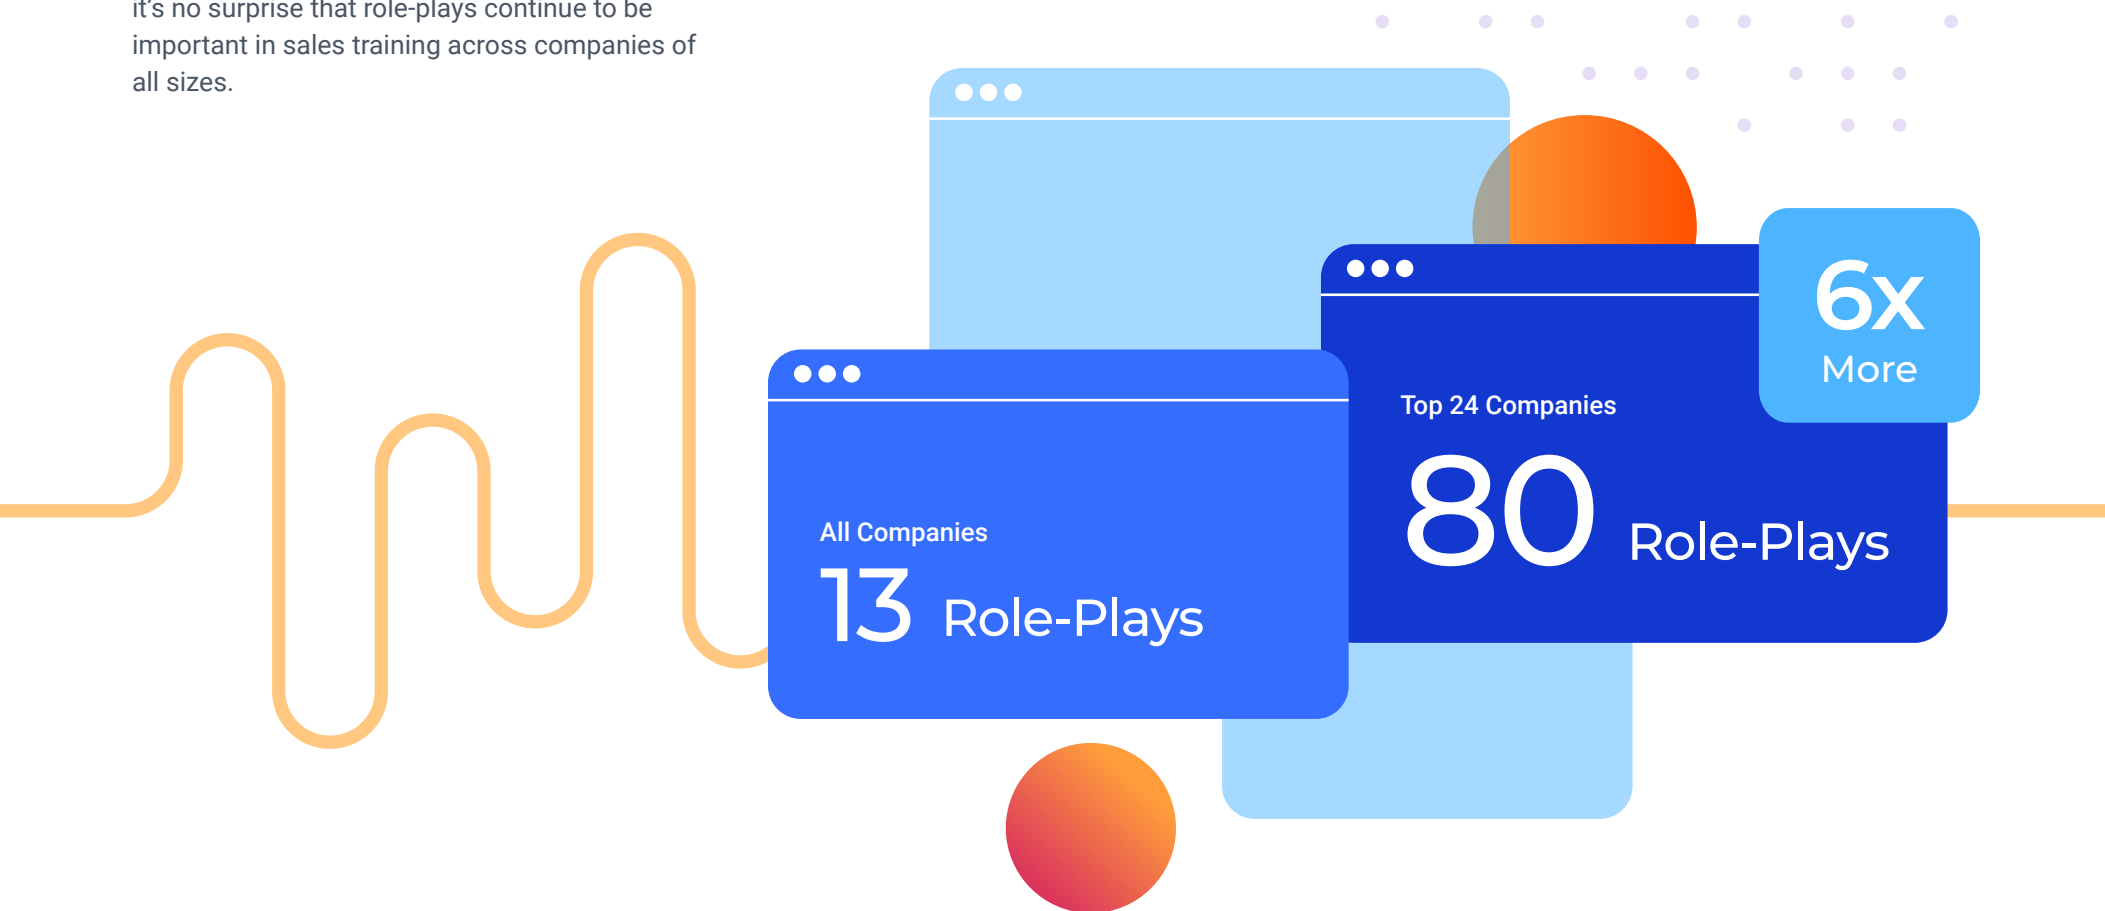 it's no surprise that role-plays continue to be
important in sales training across companies of
all sizes.
6x
More
Top 24 Companies
80 Role-Plays
All Companies
13 Role-Plays